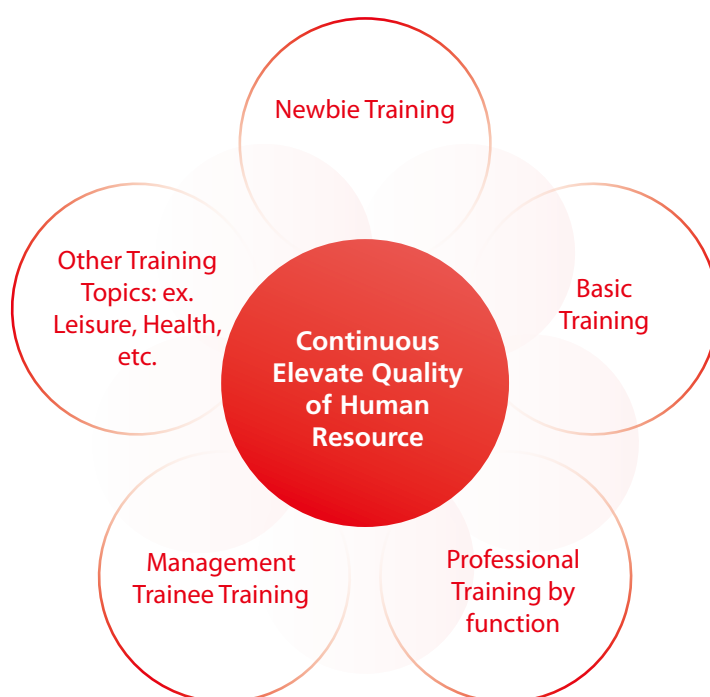 Newbie Training
Other Training
Topics: ex.
Leisure, Health,
etc.
Basic
Training
Continuous
Elevate Quality
of Human
Resource
Management
Trainee Training
Professional
Training by
function